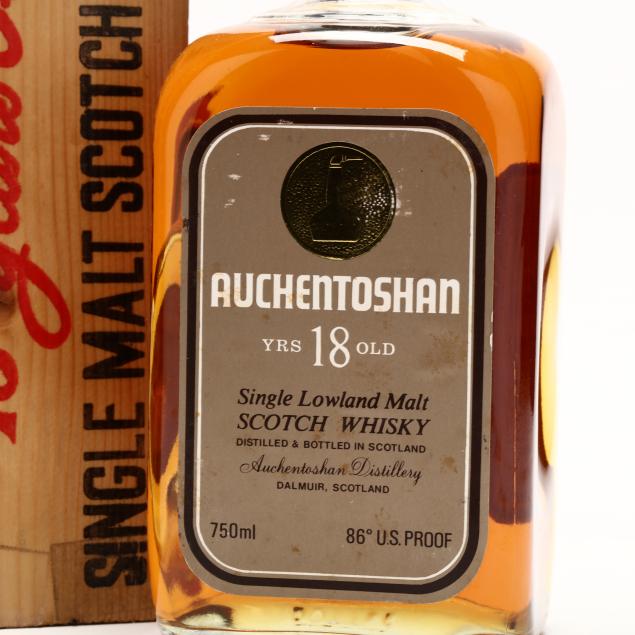 SINGLE MALT SCOTCH
AUCHENTOSHAN
YRS 18 OLD
Single Lowland Malt
SCOTCH WHISKY
DISTILLED & BOTTLED IN SCOTLAND
Auchentoshan Distillery
DALMUIR, SCOTLAND
750ml 86° U.S. PROOF